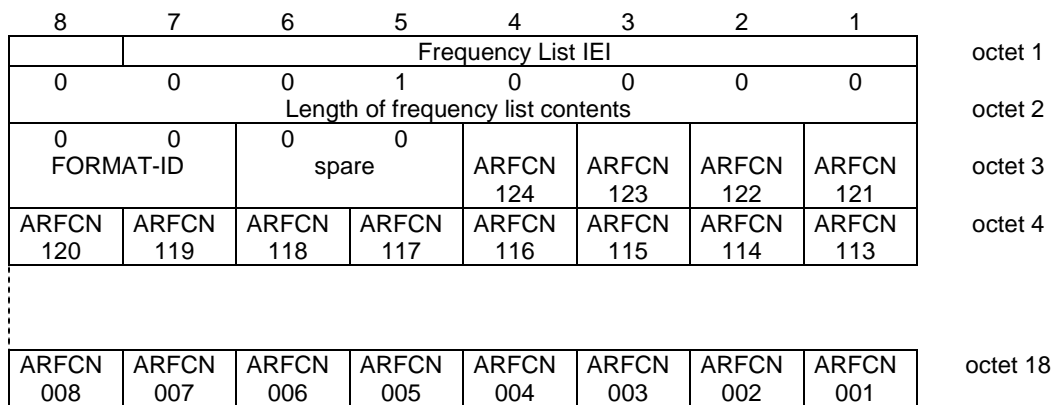 8 7 6 5 4 3 2 1
Frequency List IEI octet 1
0 0 0 1 0 0 0 0
Length of frequency list contents octet 2
0 0 0 0
FORMAT-ID spare ARFCN ARFCN ARFCN ARFCN octet 3
124 123 122 121
ARFCN ARFCN ARFCN ARFCN ARFCN ARFCN ARFCN ARFCN octet 4
120 119 118 117 116 115 114 113
ARFCN ARFCN ARFCN ARFCN ARFCN ARFCN ARFCN ARFCN octet 18
008 007 006 005 004 003 002 001